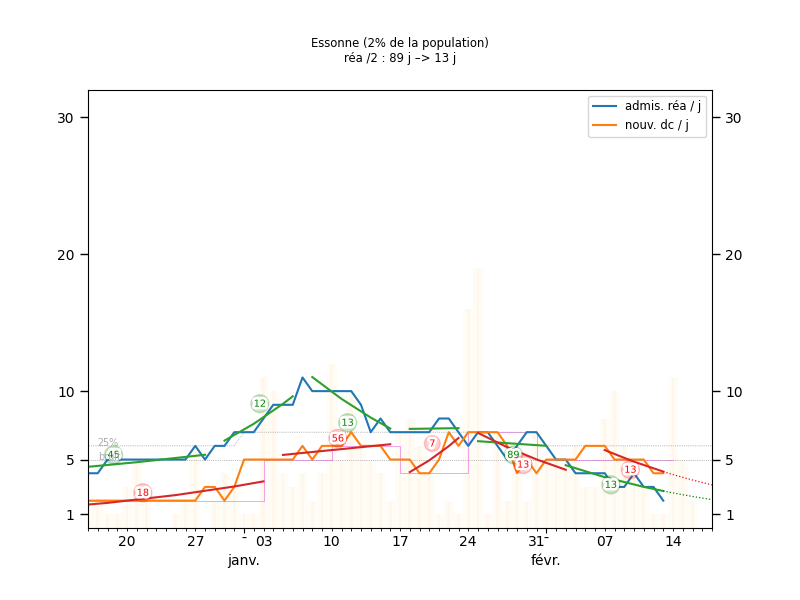 Essonne (2% de la population)
réa /2 : 89 j –> 13 j
admis. réa / j
nouv. dc / j
30 30
20 20
10 10
5 5
1 1
25%
45
18
12
13
56
7
89
13
13
13
20 27 03 10 17 24 31 07 14
janv. févr.